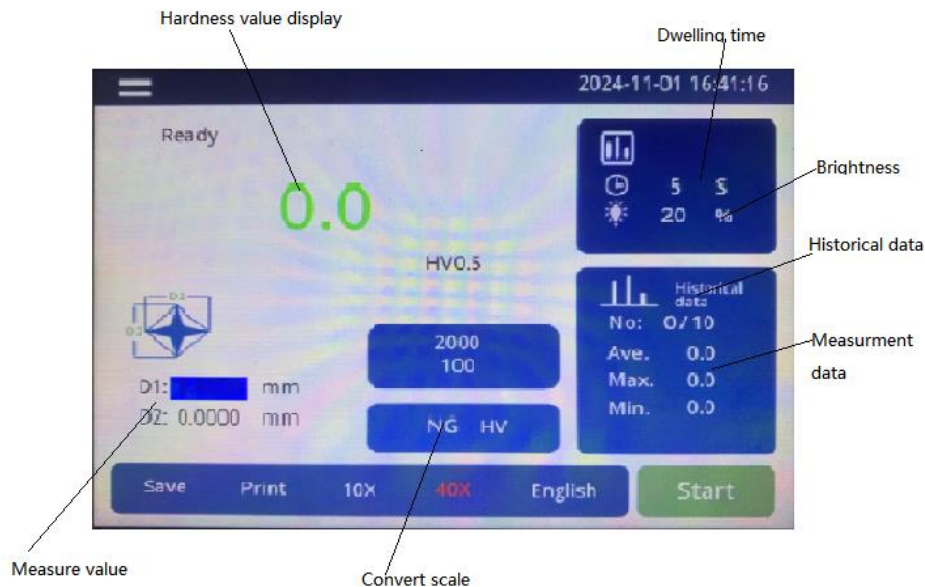 Hardness value display
Dwelling time
2024-11-01 16:41:16
Ready
0.0
5 S
Brightness
20 %
Historical data
HV0.5
Historical
data
D1
No: 0/10
D2
Measurment
data
2000
100
Ave. 0.0
Max. 0.0
Min. 0.0
D1: mm
D2: 0.0000 mm
NG HV
Save Print 10X 40X English Start
Measure value
Convert scale